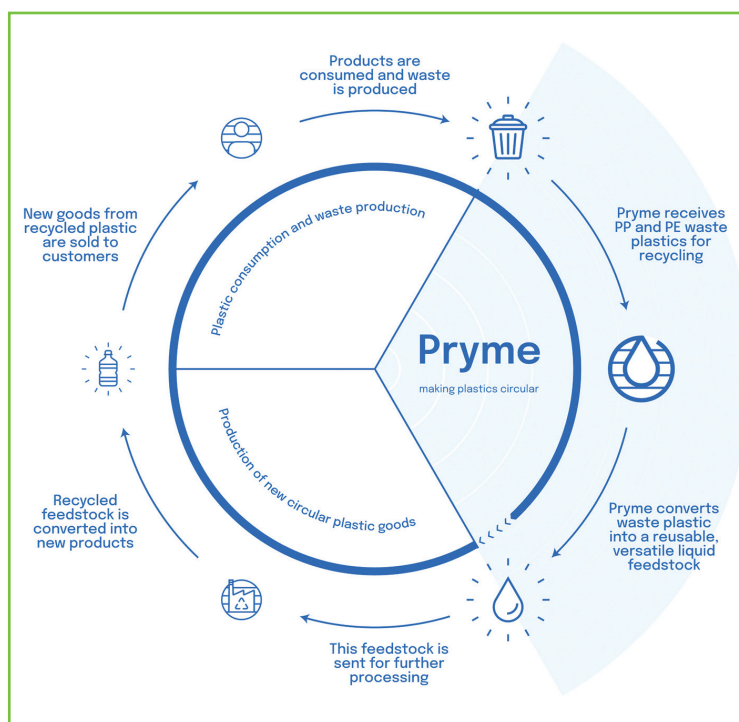 Products are
consumed and waste
is produced
Pryme receives
PP and PE waste
plastics for
recycling
Pryme converts
waste plastic
into a reusable,
versatile liquid
feedstock
This feedstock is
sent for further
processing
Recycled
feedstock is
converted into
new products
New goods from
recycled plastic
are sold to
customers
Plastic consumption and waste production
Pryme
making plastics circular
Production of new circular plastic goods